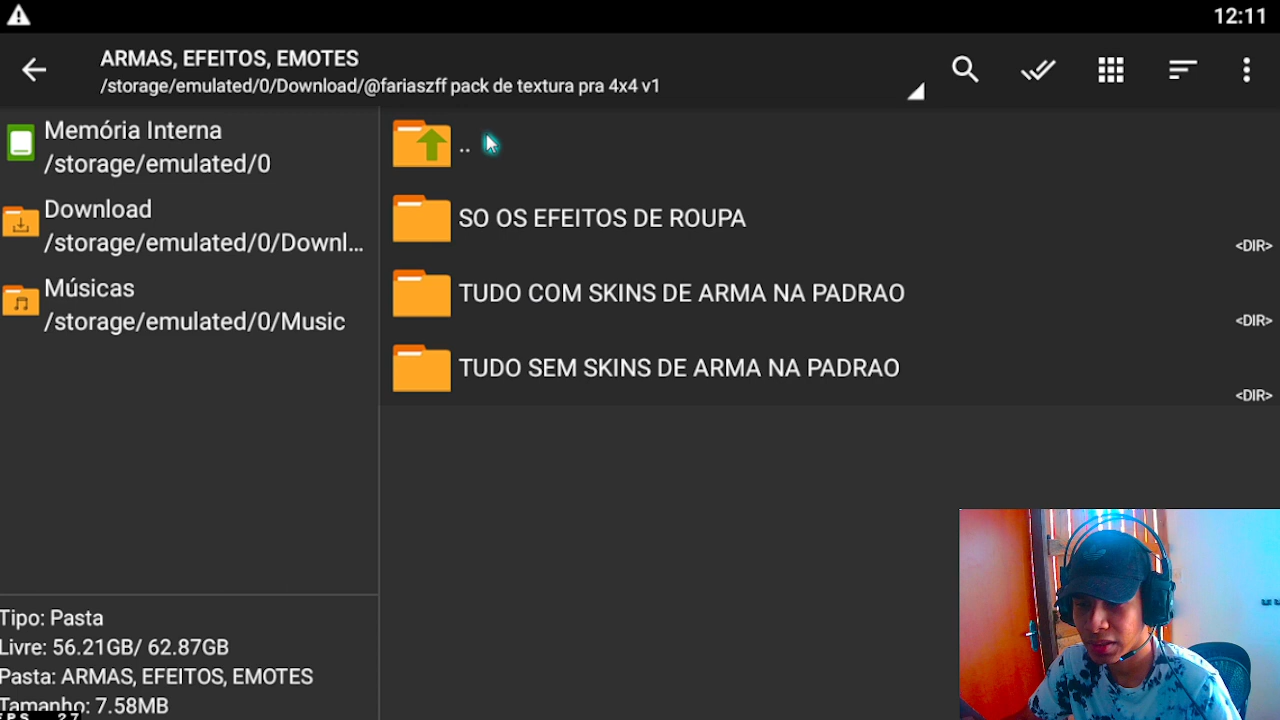 12:11
ARMAS, EFEITOS, EMOTES
/storage/emulated/0/Download/@fariaszff pack de textura pra 4x4 v1
Memória Interna
/storage/emulated/0
Download
/storage/emulated/0/Downl...
Músicas
/storage/emulated/0/Music
..
SO OS EFEITOS DE ROUPA
<DIR>
TUDO COM SKINS DE ARMA NA PADRAO
<DIR>
TUDO SEM SKINS DE ARMA NA PADRAO
<DIR>
Tipo: Pasta
Livre: 56.21GB/ 62.87GB
Pasta: ARMAS, EFEITOS, EMOTES
Tamanho: 7.58MB
FPS 27